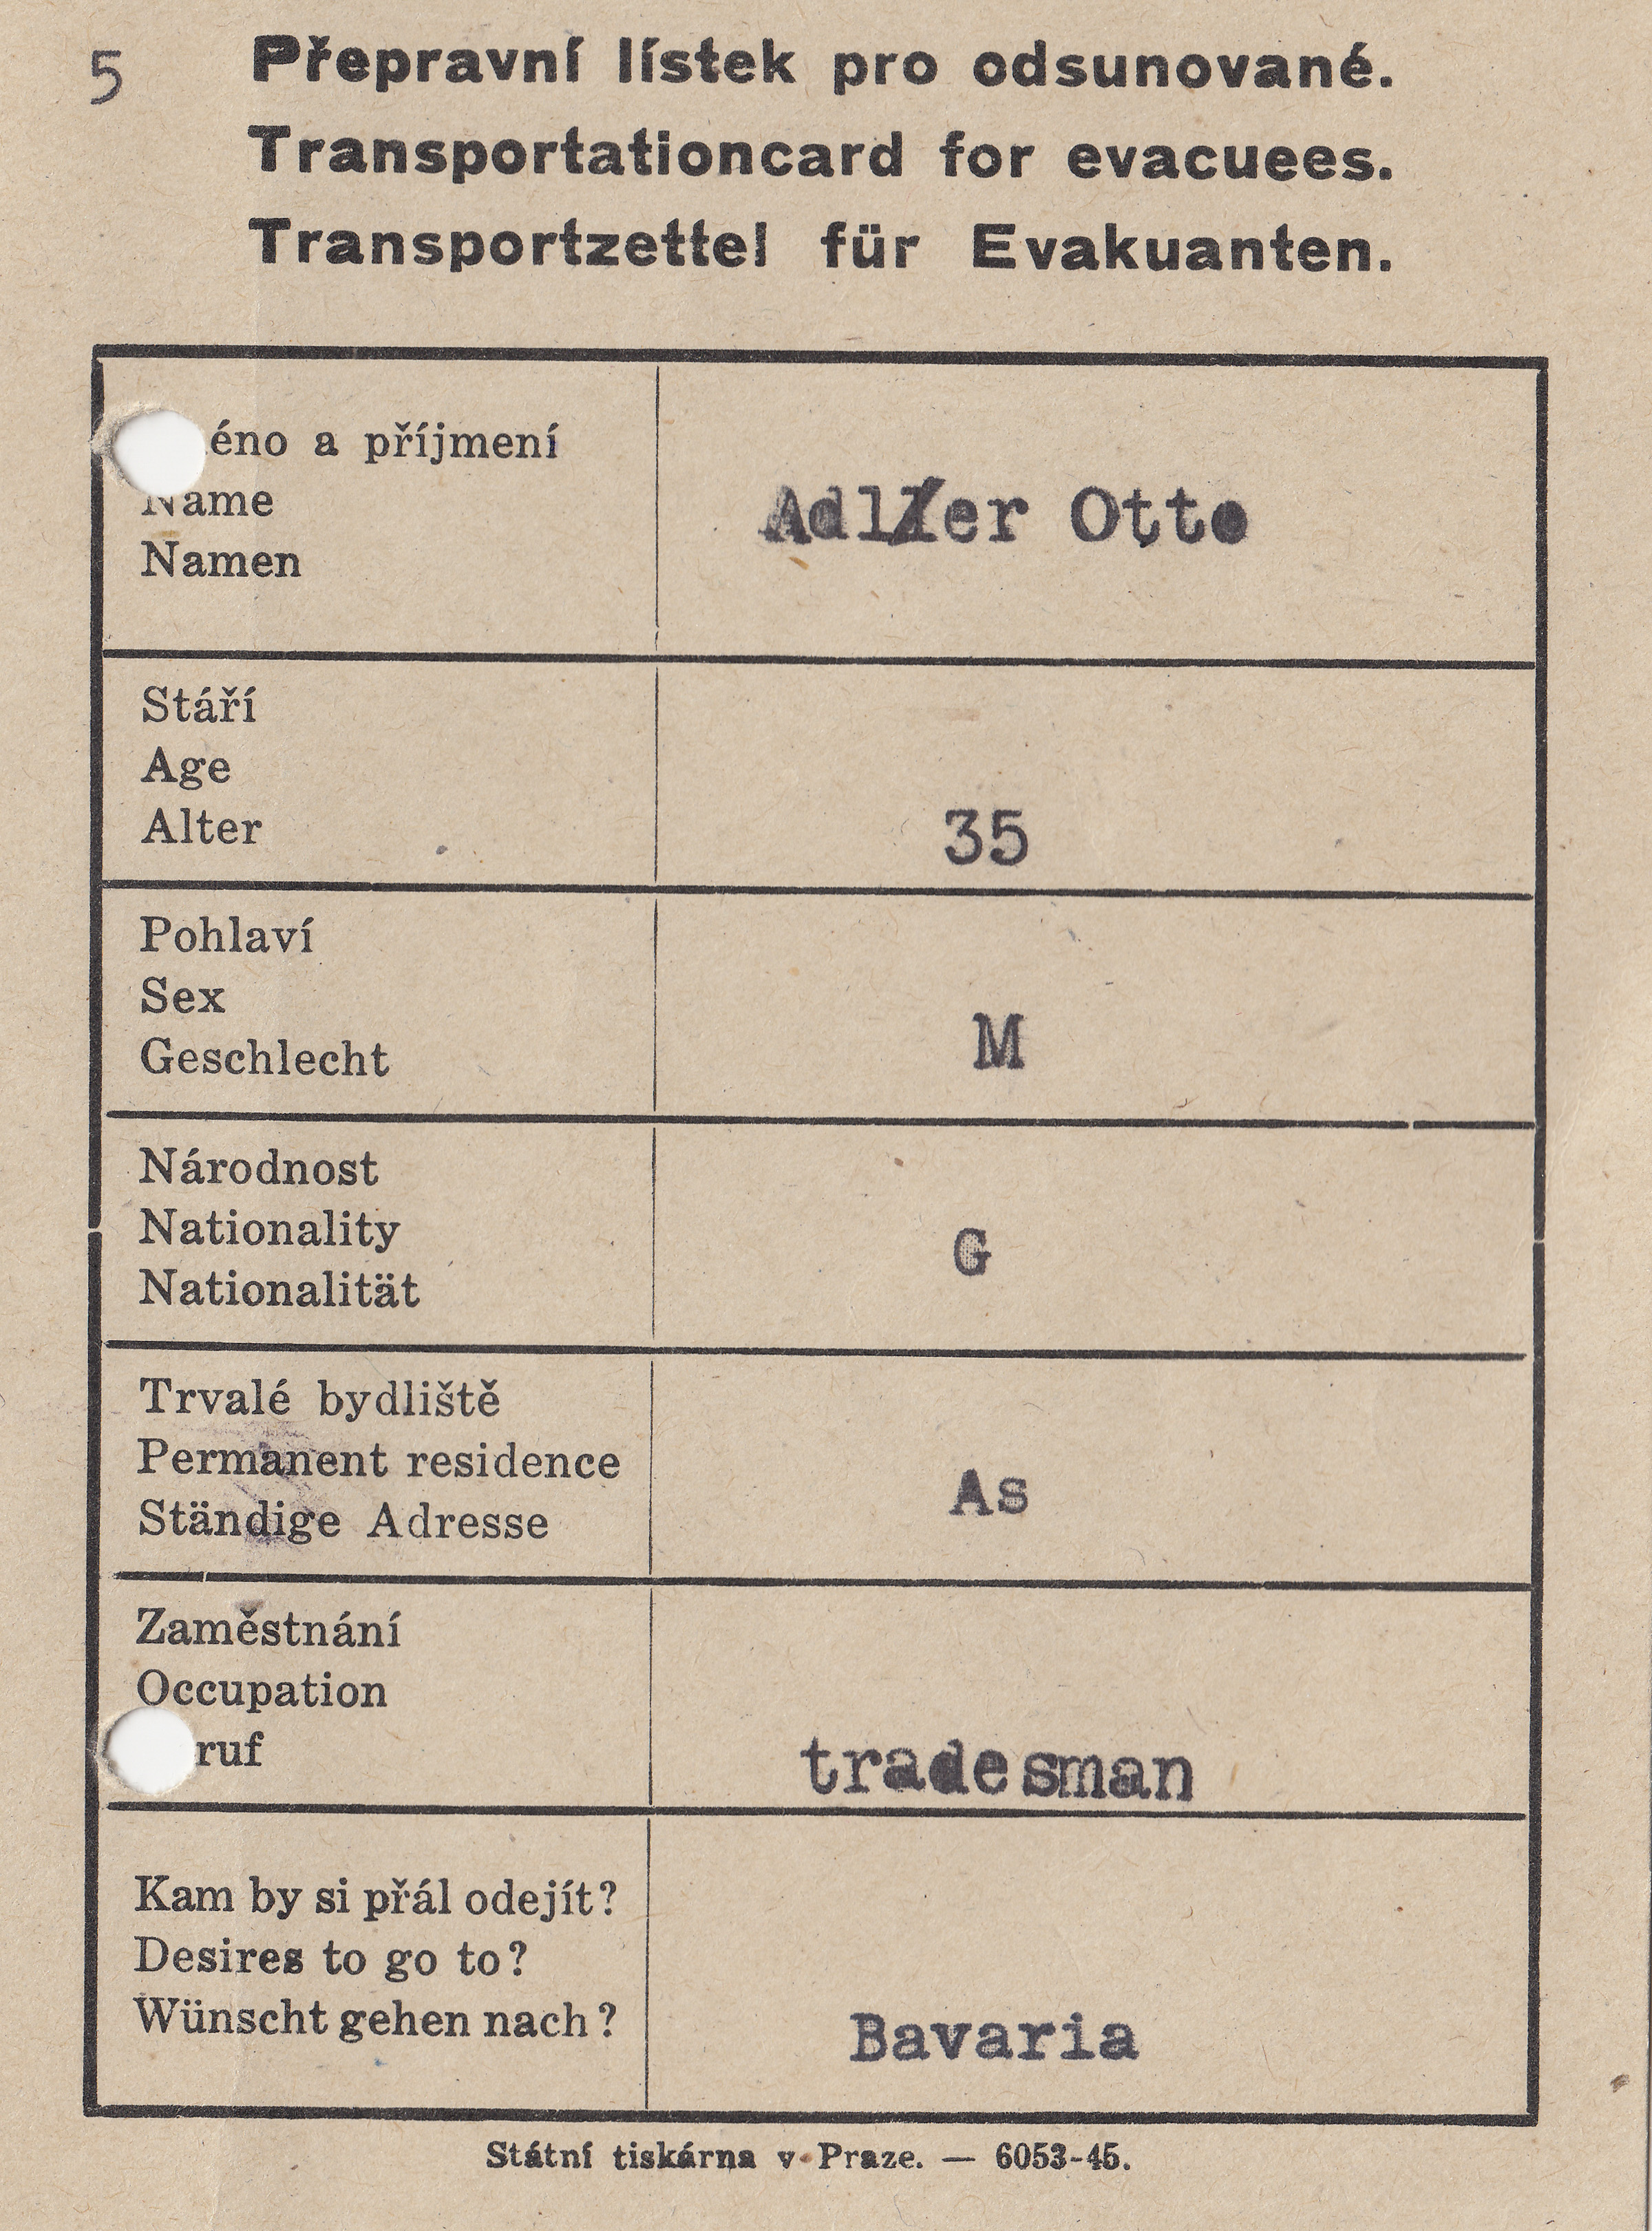 5
Přepravní lístek pro odsunované.
Transportationcard for evacuees.
Transportzettel für Evakuanten.
éno a příjmení
Name
Namen
Adler Otto
Stáří
Age
Alter
35
Pohlaví
Sex
Geschlecht
M
Národnost
Nationality
Nationalität
G
Trvalé bydliště
Permanent residence
Ständige Adresse
As
Zaměstnání
Occupation
ruf
tradesman
Kam by si přál odejít?
Desires to go to?
Wünscht gehen nach?
Bavaria
Státní tiskárna v Praze. — 6053-45.